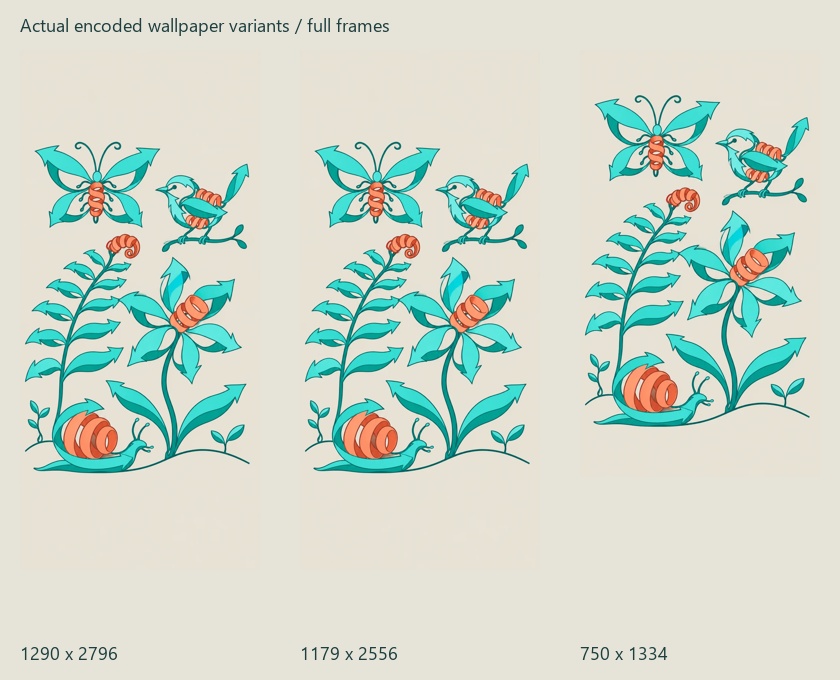 Actual encoded wallpaper variants / full frames
1290 x 2796
1179 x 2556
750 x 1334